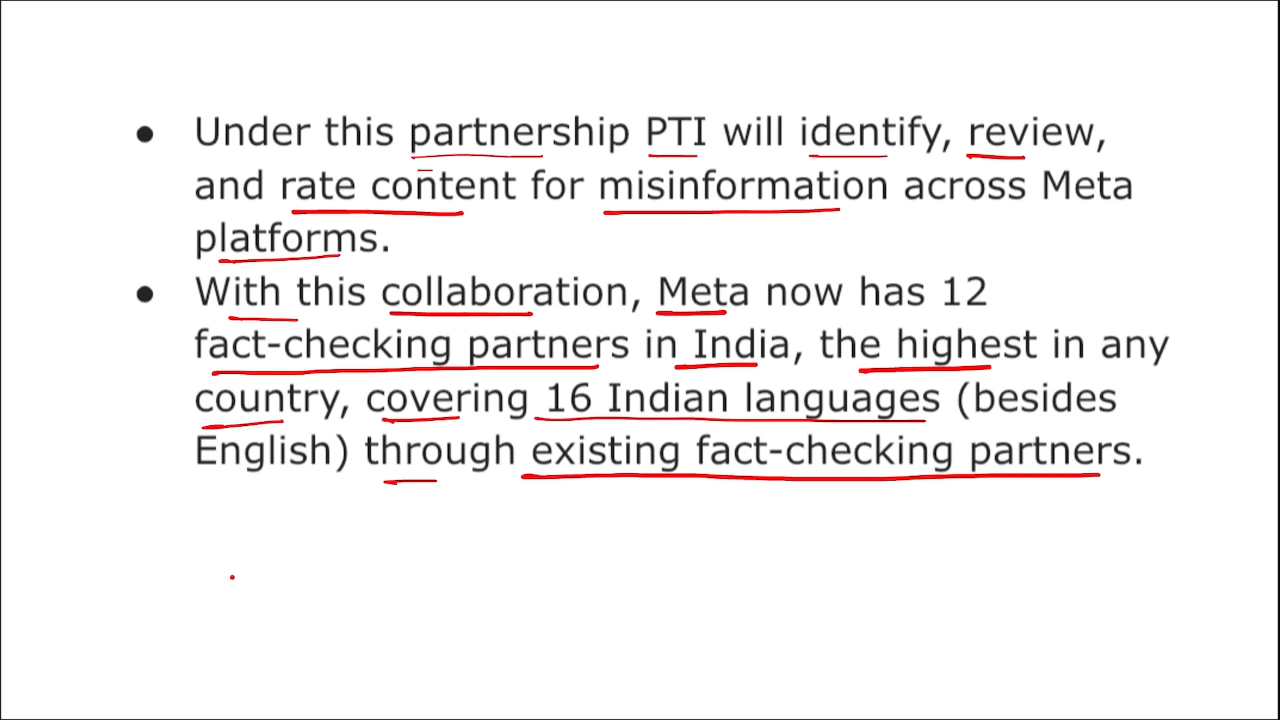 ● Under this partnership PTI will identify, review,
and rate content for misinformation across Meta
platforms.
● With this collaboration, Meta now has 12
fact-checking partners in India, the highest in any
country, covering 16 Indian languages (besides
English) through existing fact-checking partners.